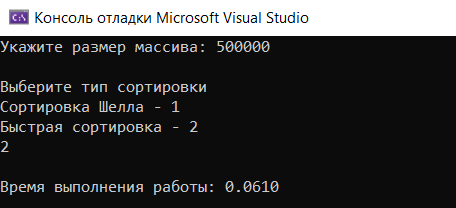 Консоль отладки Microsoft Visual Studio
Укажите размер массива: 500000
Выберите тип сортировки
Сортировка Шелла - 1
Быстрая сортировка - 2
2
Время выполнения работы: 0.0610